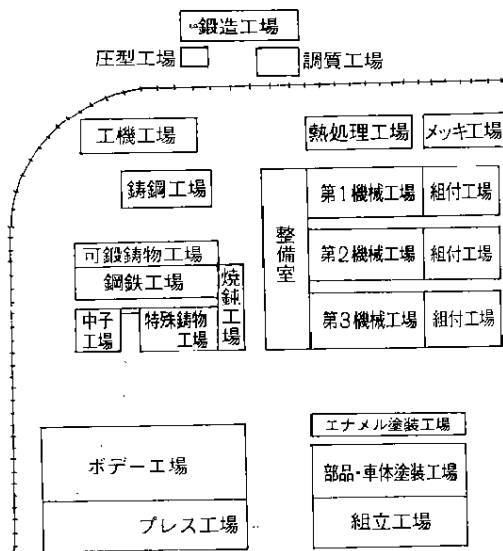 鍛造工場
圧型工場
調質工場
工機工場
熱処理工場
メッキ工場
鋳鋼工場
整備室
第1機械工場
組付工場
可鍛鋳物工場
鋼鉄工場
焼鈍工場
第2機械工場
組付工場
中子
工場
特殊鋳物
工場
第3機械工場
組付工場
エナメル塗装工場
ボデー工場
部品・車体塗装工場
プレス工場
組立工場